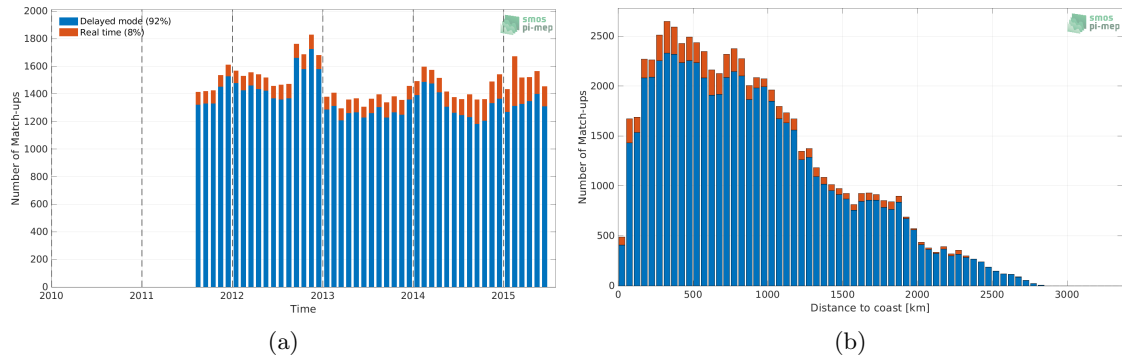 Delayed mode (92%)
Real time (8%)
smos
pi-mep
Number of Match-ups
2000
1800
1600
1400
1200
1000
800
600
400
200
0
2010
2011
2012
2013
2014
2015
Time
(a)
smos
pi-mep
Number of Match-ups
2500
2000
1500
1000
500
0
0
500
1000
1500
2000
2500
3000
Distance to coast [km]
(b)